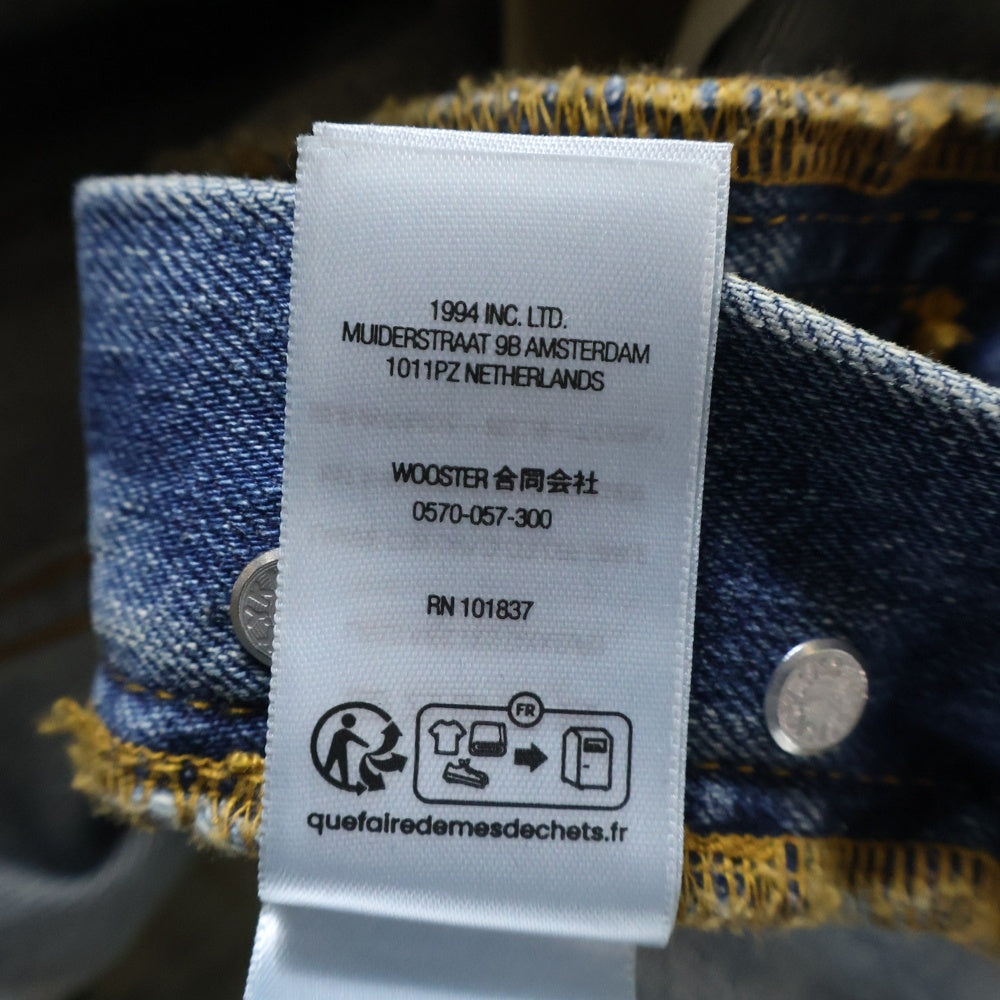 1994 INC. LTD.
MUIDERSTRAAT 9B AMSTERDAM
1011PZ NETHERLANDS
WOOSTER 合同会社
0570-057-300
RN 101837
FR
quefairedemesdechets.fr